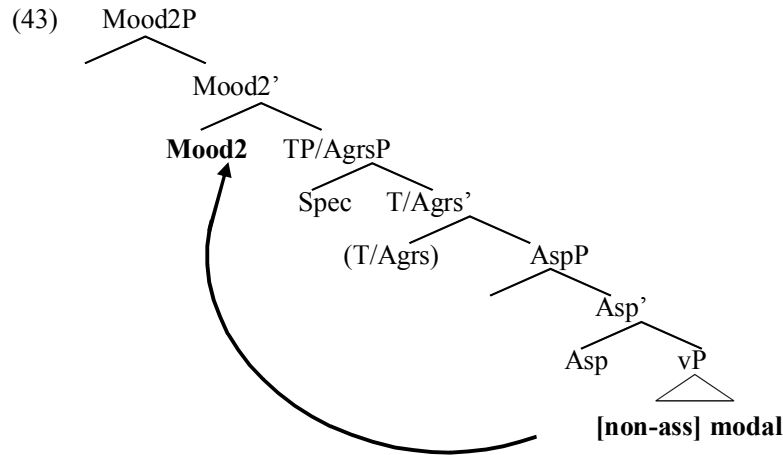 (43) Mood2P
Mood2’
Mood2 TP/AgrsP
Spec T/Agrs’
(T/Agrs) AspP
Asp’
Asp vP
[non-ass] modal